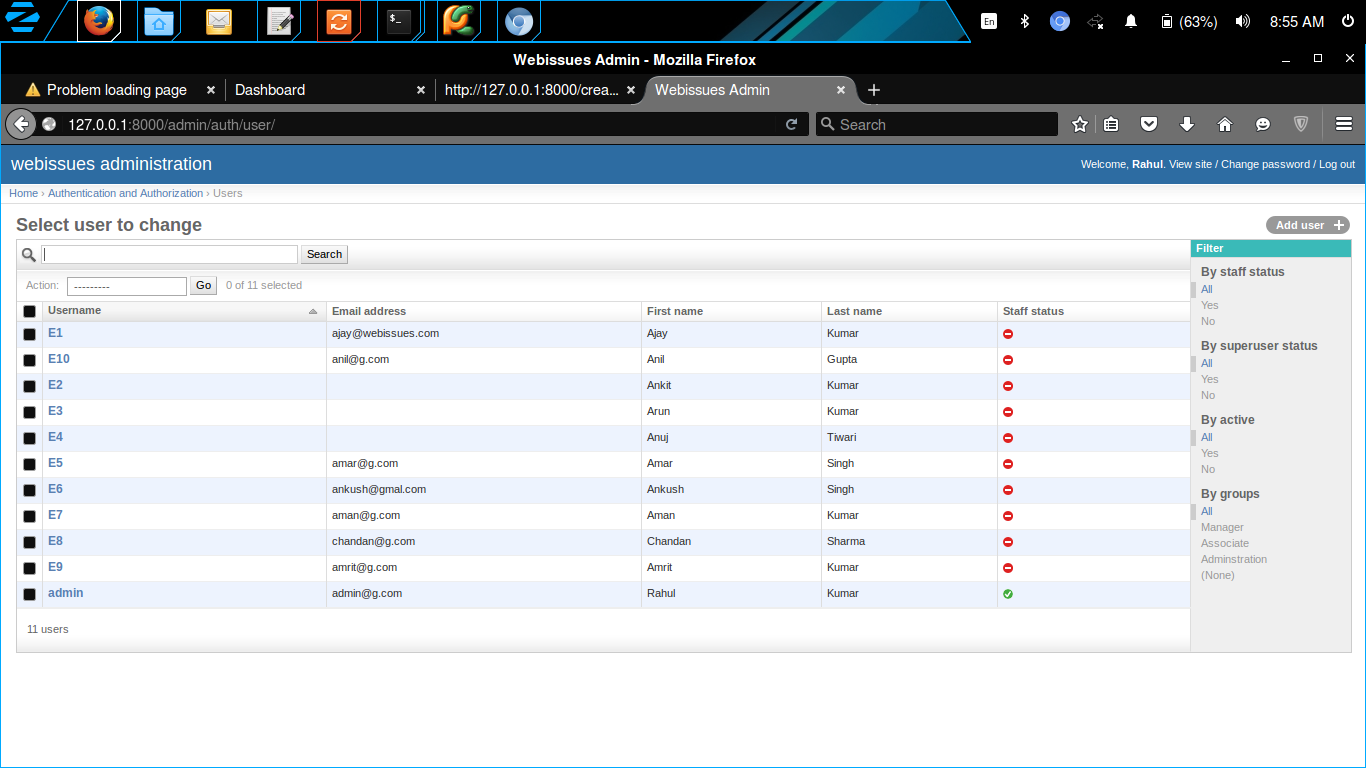 En (63%) 8:55 AM
Webissues Admin - Mozilla Firefox
Problem loading page Dashboard http://127.0.0.1:8000/crea... Webissues Admin
127.0.0.1:8000/admin/auth/user/ Search
webissues administration Welcome, Rahul. View site / Change password / Log out
Home › Authentication and Authorization › Users
Select user to change Add user +
Search Filter
Action: --------- Go 0 of 11 selected
Username Email address First name Last name Staff status
E1 ajay@webissues.com Ajay Kumar
E10 anil@g.com Anil Gupta
E2 Ankit Kumar
E3 Arun Kumar
E4 Anuj Tiwari
E5 amar@g.com Amar Singh
E6 ankush@gmal.com Ankush Singh
E7 aman@g.com Aman Kumar
E8 chandan@g.com Chandan Sharma
E9 amrit@g.com Amrit Kumar
admin admin@g.com Rahul Kumar
11 users
By staff status
All
Yes
No
By superuser status
All
Yes
No
By active
All
Yes
No
By groups
All
Manager
Associate
Adminstration
(None)